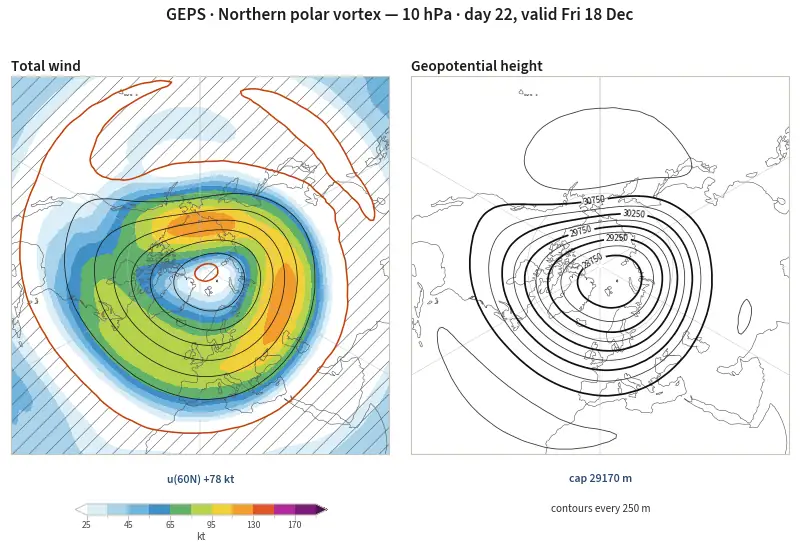 GEPS · Northern polar vortex — 10 hPa · day 22, valid Fri 18 Dec
Total wind
Geopotential height
30750
30250
29750
29250
28750
u(60N) +78 kt
cap 29170 m
contours every 250 m
25 45 65 95 130 170
kt